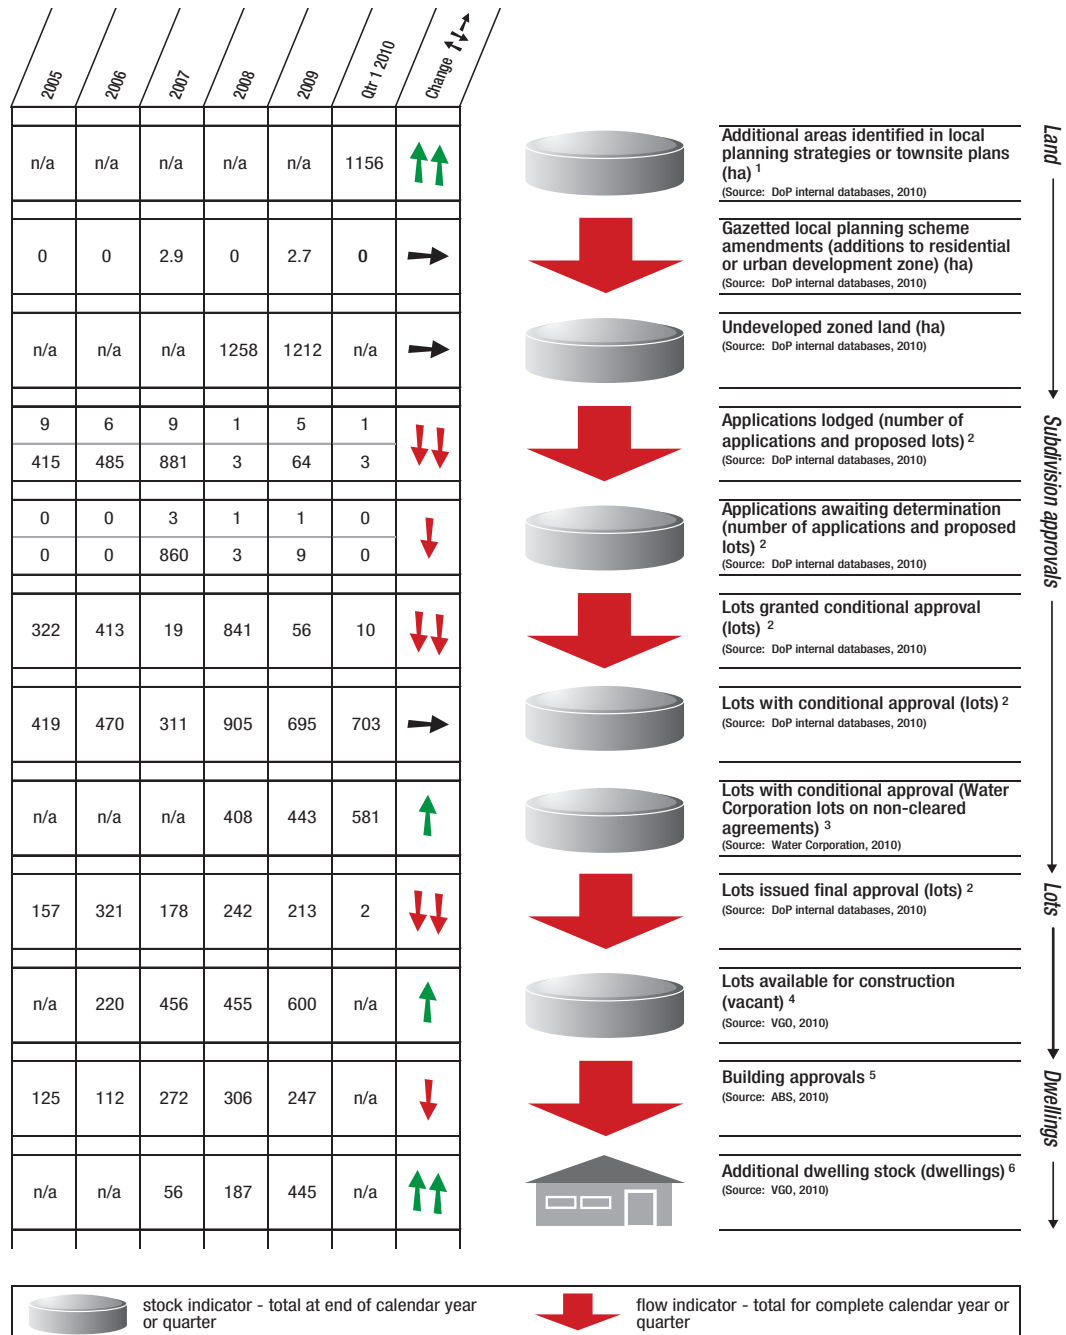 2005 2006 2007 2008 2009 Qtr 1 2010 Change
n/a n/a n/a n/a n/a 1156
Additional areas identified in local
planning strategies or townsite plans
(ha) 1
(Source: DoP internal databases, 2010)
0 0 2.9 0 2.7 0
Gazetted local planning scheme
amendments (additions to residential
or urban development zone) (ha)
(Source: DoP internal databases, 2010)
n/a n/a n/a 1258 1212 n/a
Undeveloped zoned land (ha)
(Source: DoP internal databases, 2010)
Land
9 6 9 1 5 1
415 485 881 3 64 3
Applications lodged (number of
applications and proposed lots) 2
(Source: DoP internal databases, 2010)
0 0 3 1 1 0
0 0 860 3 9 0
Applications awaiting determination
(number of applications and proposed
lots) 2
(Source: DoP internal databases, 2010)
322 413 19 841 56 10
Lots granted conditional approval
(lots) 2
(Source: DoP internal databases, 2010)
419 470 311 905 695 703
Lots with conditional approval (lots) 2
(Source: DoP internal databases, 2010)
n/a n/a n/a 408 443 581
Lots with conditional approval (Water
Corporation lots on non-cleared
agreements) 3
(Source: Water Corporation, 2010)
Subdivision approvals
157 321 178 242 213 2
Lots issued final approval (lots) 2
(Source: DoP internal databases, 2010)
n/a 220 456 455 600 n/a
Lots available for construction
(vacant) 4
(Source: VGO, 2010)
Lots
125 112 272 306 247 n/a
Building approvals 5
(Source: ABS, 2010)
n/a n/a 56 187 445 n/a
Additional dwelling stock (dwellings) 6
(Source: VGO, 2010)
Dwellings
stock indicator - total at end of calendar year
or quarter
flow indicator - total for complete calendar year or
quarter